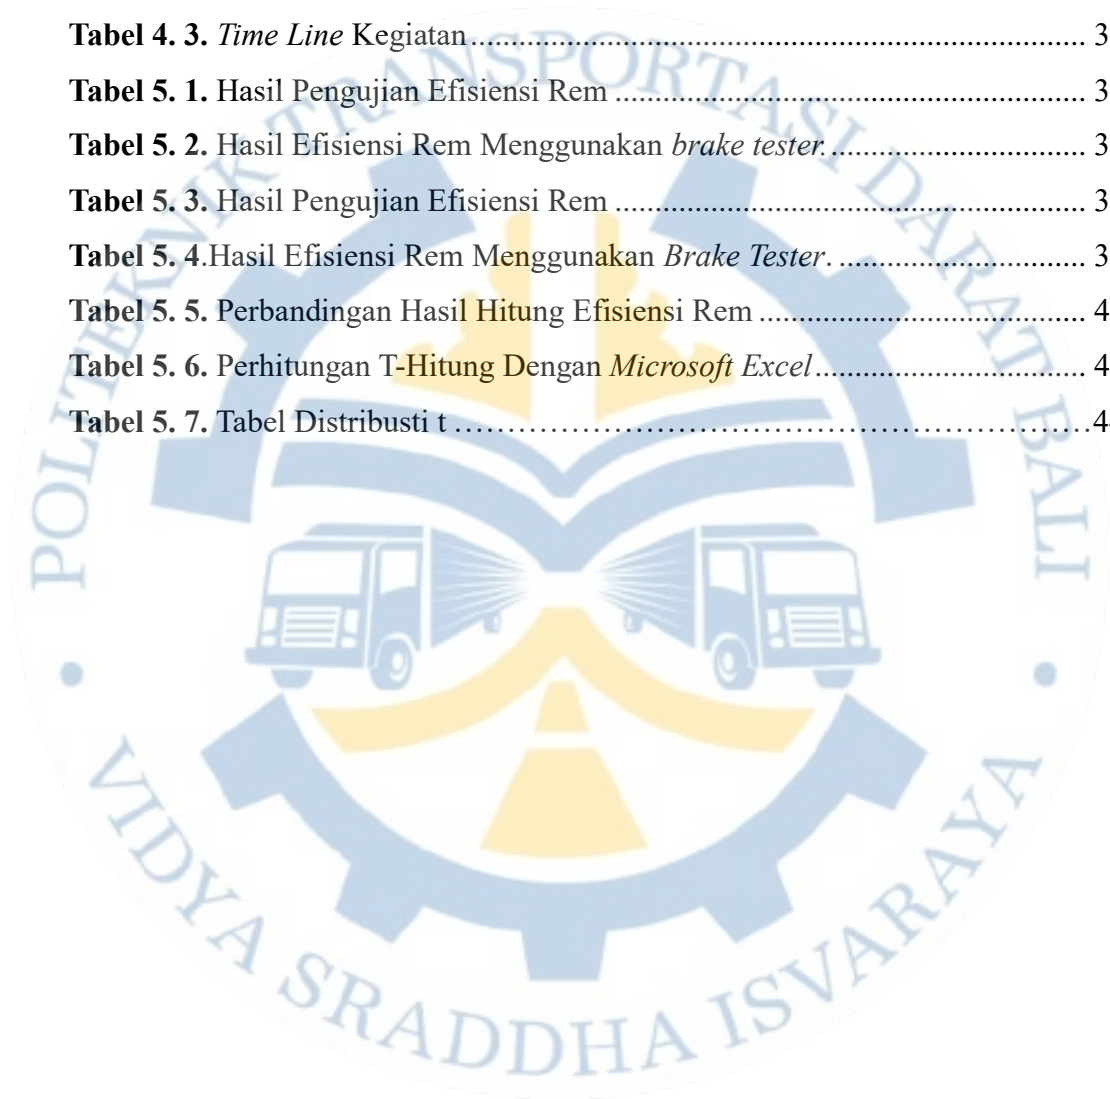 Tabel 4. 3. Time Line Kegiatan........................................................................ 3
Tabel 5. 1. Hasil Pengujian Efisiensi Rem ...................................................... 3
Tabel 5. 2. Hasil Efisiensi Rem Menggunakan brake tester. ............................. 3
Tabel 5. 3. Hasil Pengujian Efisiensi Rem ...................................................... 3
Tabel 5. 4.Hasil Efisiensi Rem Menggunakan Brake Tester. ............................ 3
Tabel 5. 5. Perbandingan Hasil Hitung Efisiensi Rem ..................................... 4
Tabel 5. 6. Perhitungan T-Hitung Dengan Microsoft Excel ............................... 4
Tabel 5. 7. Tabel Distribusti t ........................................................................4
POLITEKNIK TRANSPORTASI DARAT BALI
• VIDYA SRADDHA ISVARAYA •